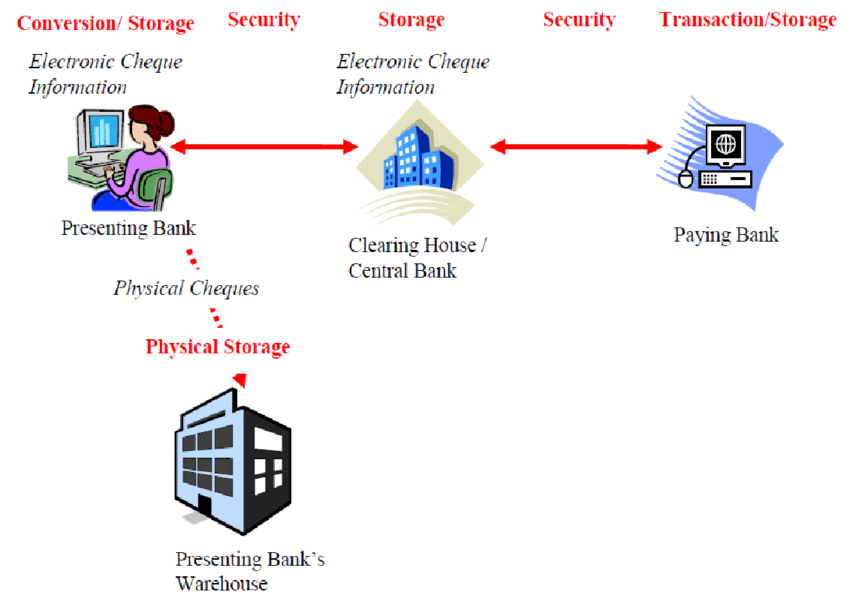 Conversion/ Storage
Security
Storage
Security
Transaction/Storage
Electronic Cheque
Information
Electronic Cheque
Information
Presenting Bank
Clearing House /
Central Bank
Paying Bank
Physical Cheques
Physical Storage
Presenting Bank's
Warehouse